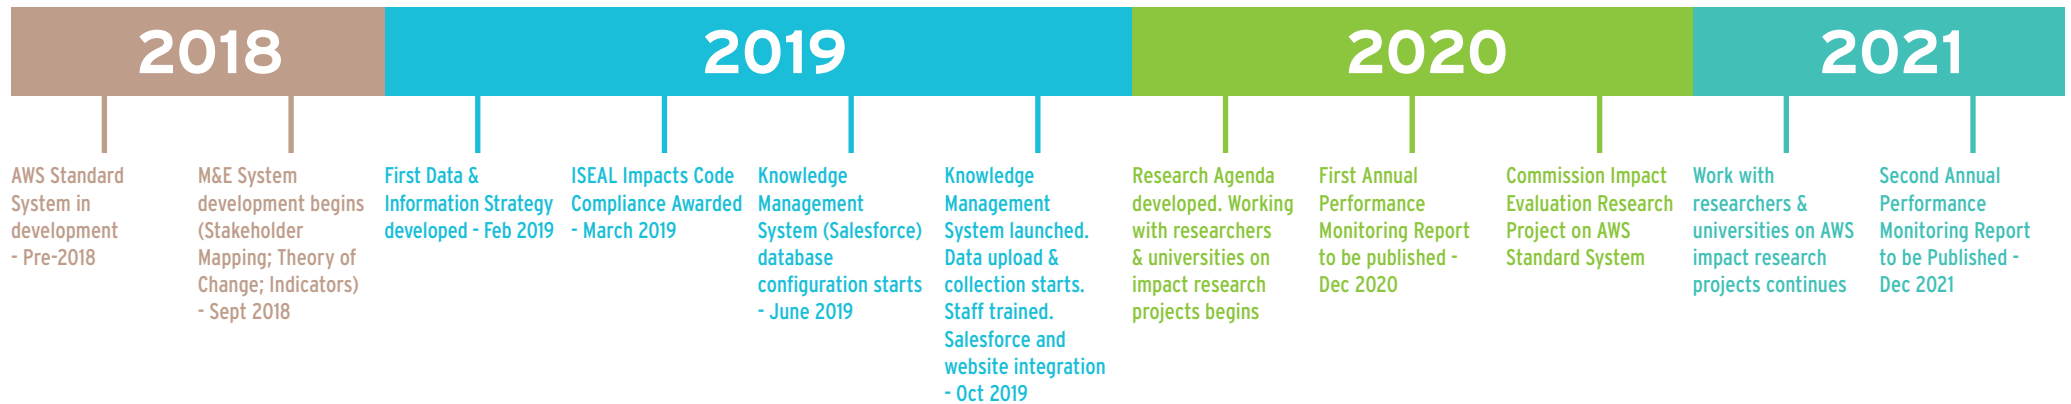 2018
2019
2020
2021
AWS Standard
System in
development
- Pre-2018
M&E System
development begins
(Stakeholder
Mapping; Theory of
Change; Indicators)
- Sept 2018
First Data &
Information Strategy
developed - Feb 2019
ISEAL Impacts Code
Compliance Awarded
- March 2019
Knowledge
Management
System (Salesforce)
database
configuration starts
- June 2019
Knowledge
Management
System launched.
Data upload &
collection starts.
Staff trained.
Salesforce and
website integration
- Oct 2019
Research Agenda
developed. Working
with researchers
& universities on
impact research
projects begins
First Annual
Performance
Monitoring Report
to be published -
Dec 2020
Commission Impact
Evaluation Research
Project on AWS
Standard System
Work with
researchers &
universities on AWS
impact research
projects continues
Second Annual
Performance
Monitoring Report
to be Published -
Dec 2021